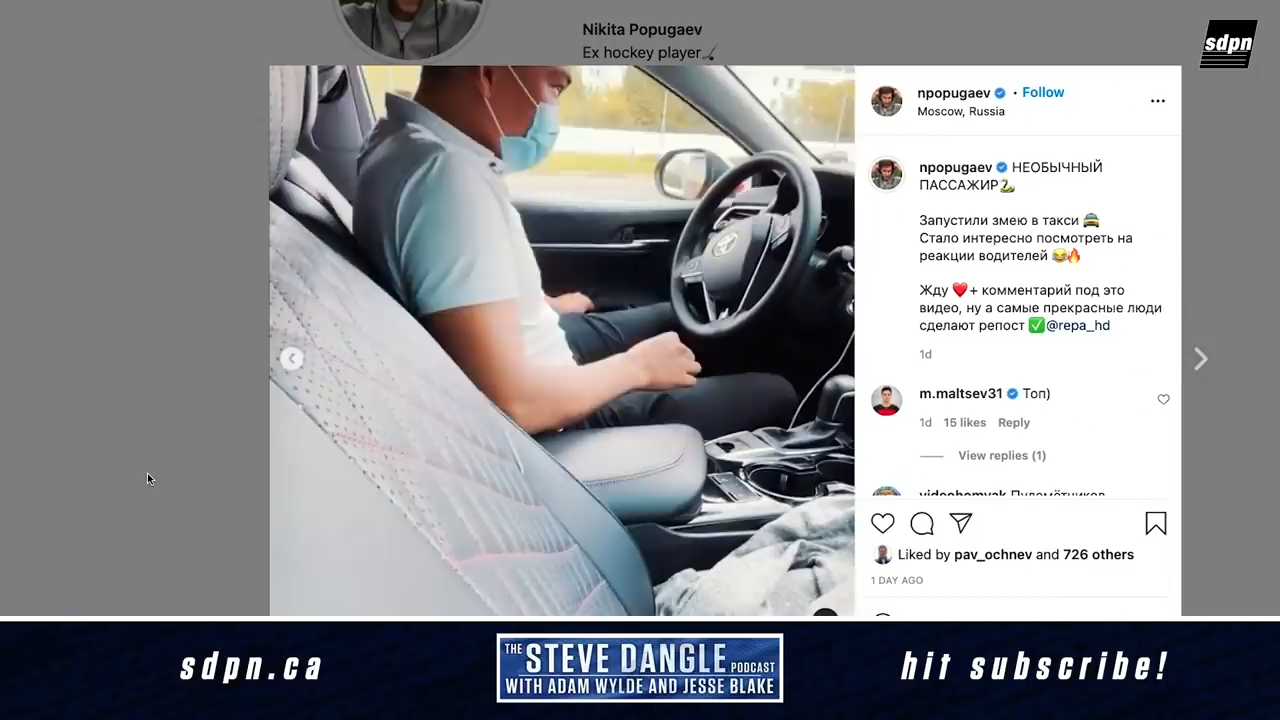 Nikita Popugaev
Ex hockey player
sdpn
npopugaev • Follow
Moscow, Russia
npopugaev НЕОБЫЧНЫЙ
ПАССАЖИР🐍
Запустили змею в такси 🚖
Стало интересно посмотреть на
реакции водителей 😂🔥
Жду ❤️+ комментарий под это
видео, ну а самые прекрасные люди
сделают репост ✅@repa_hd
1d
m.maltsev31 Топ)
1d 15 likes Reply
View replies (1)
videohomyak Пулемётчиков
Liked by pav_ochnev and 726 others
1 DAY AGO
sdpn.ca
THE STEVE DANGLE PODCAST
WITH ADAM WYLDE AND JESSE BLAKE
hit subscribe!